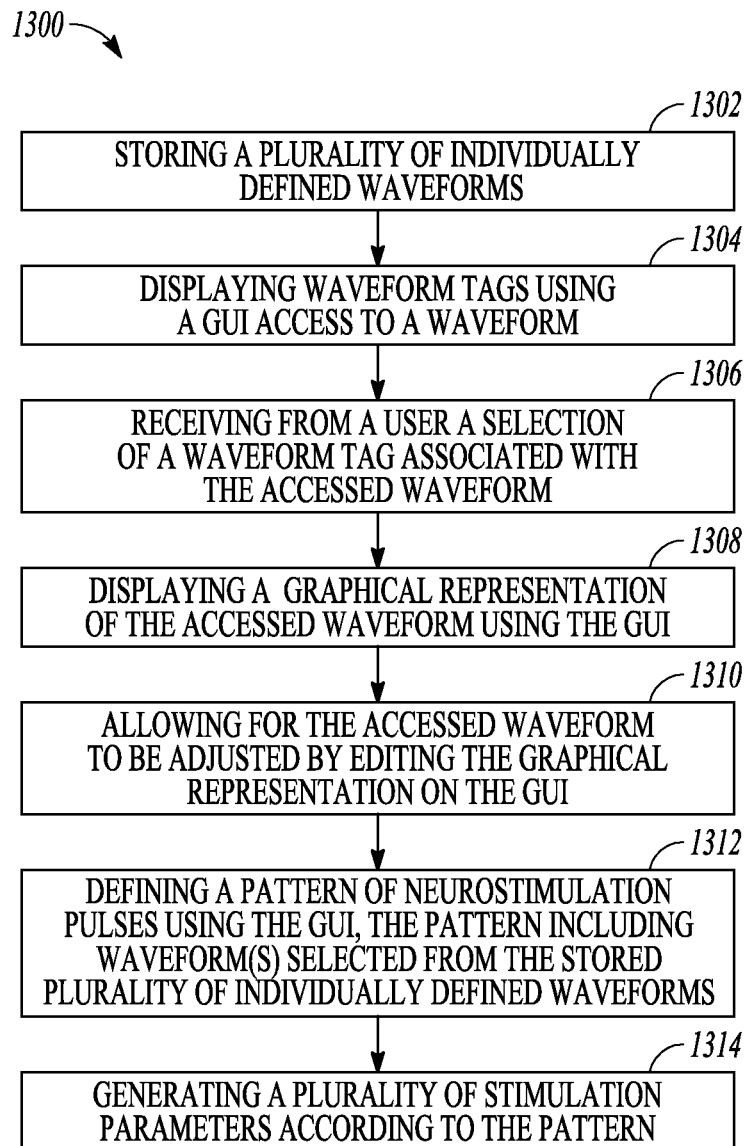 1300
1302
STORING A PLURALITY OF INDIVIDUALLY
DEFINED WAVEFORMS
1304
DISPLAYING WAVEFORM TAGS USING
A GUI ACCESS TO A WAVEFORM
1306
RECEIVING FROM A USER A SELECTION
OF A WAVEFORM TAG ASSOCIATED WITH
THE ACCESSED WAVEFORM
1308
DISPLAYING A GRAPHICAL REPRESENTATION
OF THE ACCESSED WAVEFORM USING THE GUI
1310
ALLOWING FOR THE ACCESSED WAVEFORM
TO BE ADJUSTED BY EDITING THE GRAPHICAL
REPRESENTATION ON THE GUI
1312
DEFINING A PATTERN OF NEUROSTIMULATION
PULSES USING THE GUI, THE PATTERN INCLUDING
WAVEFORM(S) SELECTED FROM THE STORED
PLURALITY OF INDIVIDUALLY DEFINED WAVEFORMS
1314
GENERATING A PLURALITY OF STIMULATION
PARAMETERS ACCORDING TO THE PATTERN